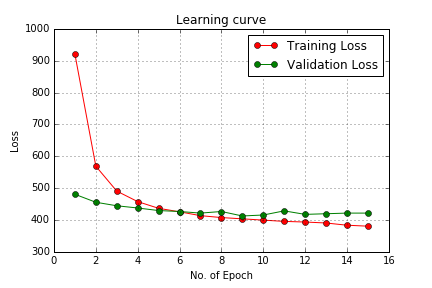 Learning curve
1000
900
800
700
600
500
400
300
Loss
Training Loss
Validation Loss
0 2 4 6 8 10 12 14 16
No. of Epoch